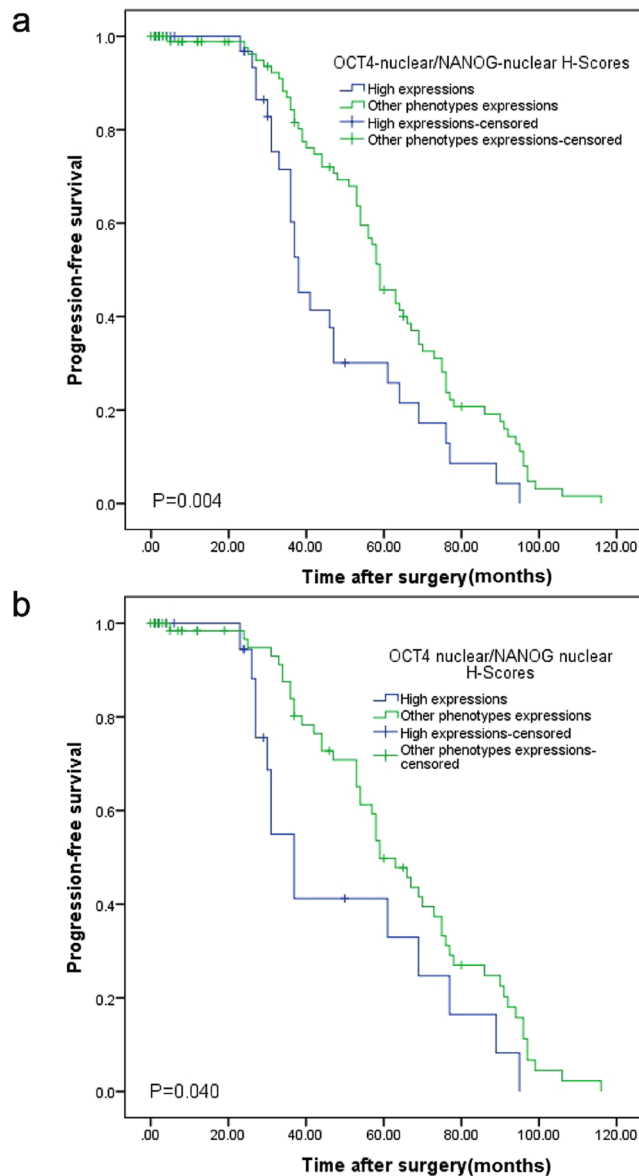 a
OCT4-nuclear/NANOG-nuclear H-Scores
High expressions
Other phenotypes expressions
High expressions-censored
Other phenotypes expressions-censored
Progression-free survival
1.0
0.8
0.6
0.4
0.2
0.0
P=0.004
.00 20.00 40.00 60.00 80.00 100.00 120.00
Time after surgery(months)
b
OCT4 nuclear/NANOG nuclear
H-Scores
High expressions
Other phenotypes expressions
High expressions-censored
Other phenotypes expressions-
censored
Progression-free survival
1.0
0.8
0.6
0.4
0.2
0.0
P=0.040
.00 20.00 40.00 60.00 80.00 100.00 120.00
Time after surgery(months)